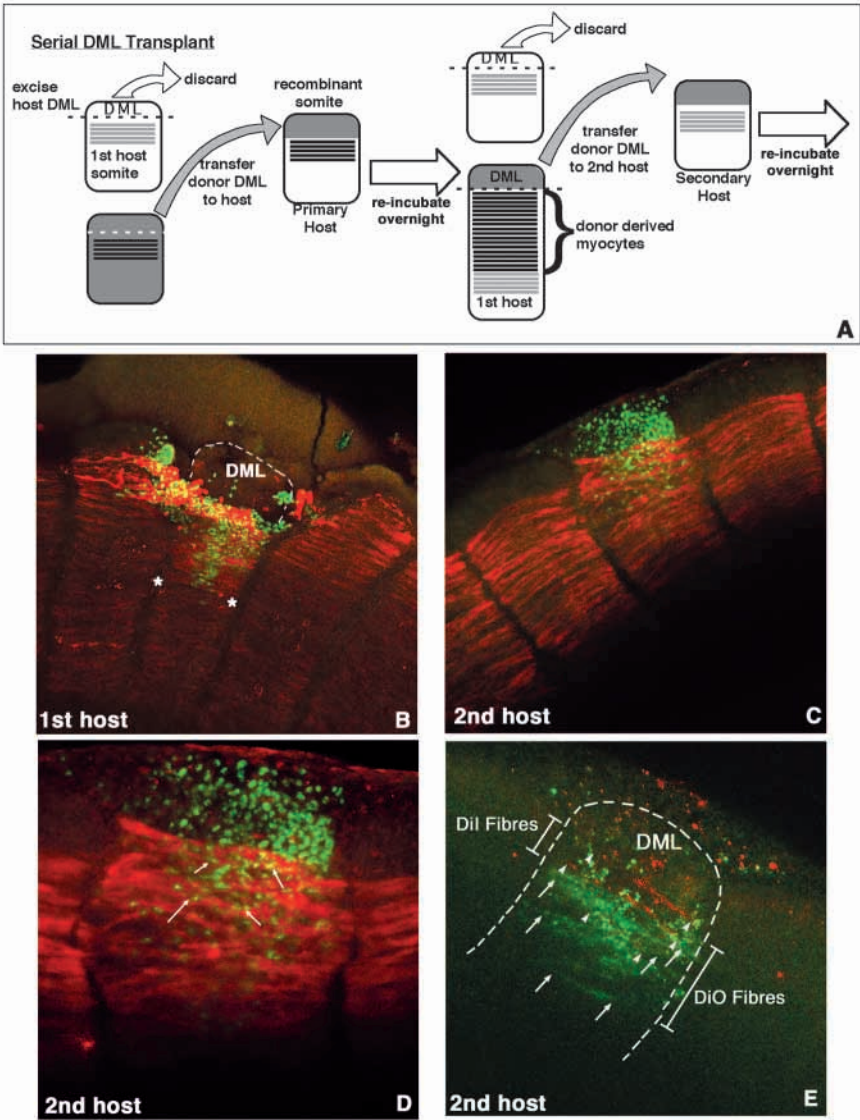 Serial DML Transplant
excise
host DML
DML
discard
1st host
somite
transfer
donor DML
to host
recombinant
somite
Primary
Host
re-incubate
overnight
DML
discard
DML
1st host
donor derived
myocytes
transfer
donor DML
to 2nd host
Secondary
Host
re-incubate
overnight
A
DML
*
*
1st host
B
2nd host
C
2nd host
D
DiI Fibres
DML
DiO Fibres
2nd host
E